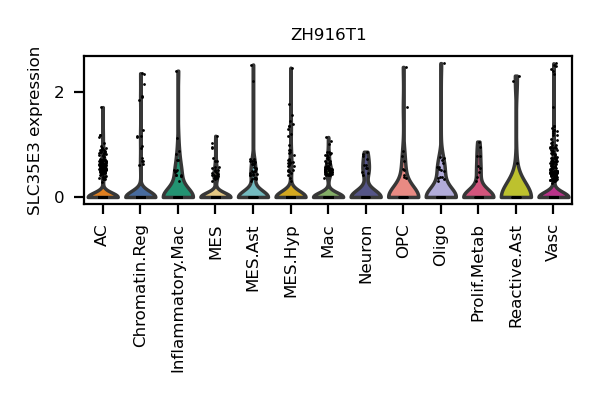 ZH916T1
SLC35E3 expression
2
0
AC
Chromatin.Reg
Inflammatory.Mac
MES
MES.Ast
MES.Hyp
Mac
Neuron
OPC
Oligo
Prolif.Metab
Reactive.Ast
Vasc